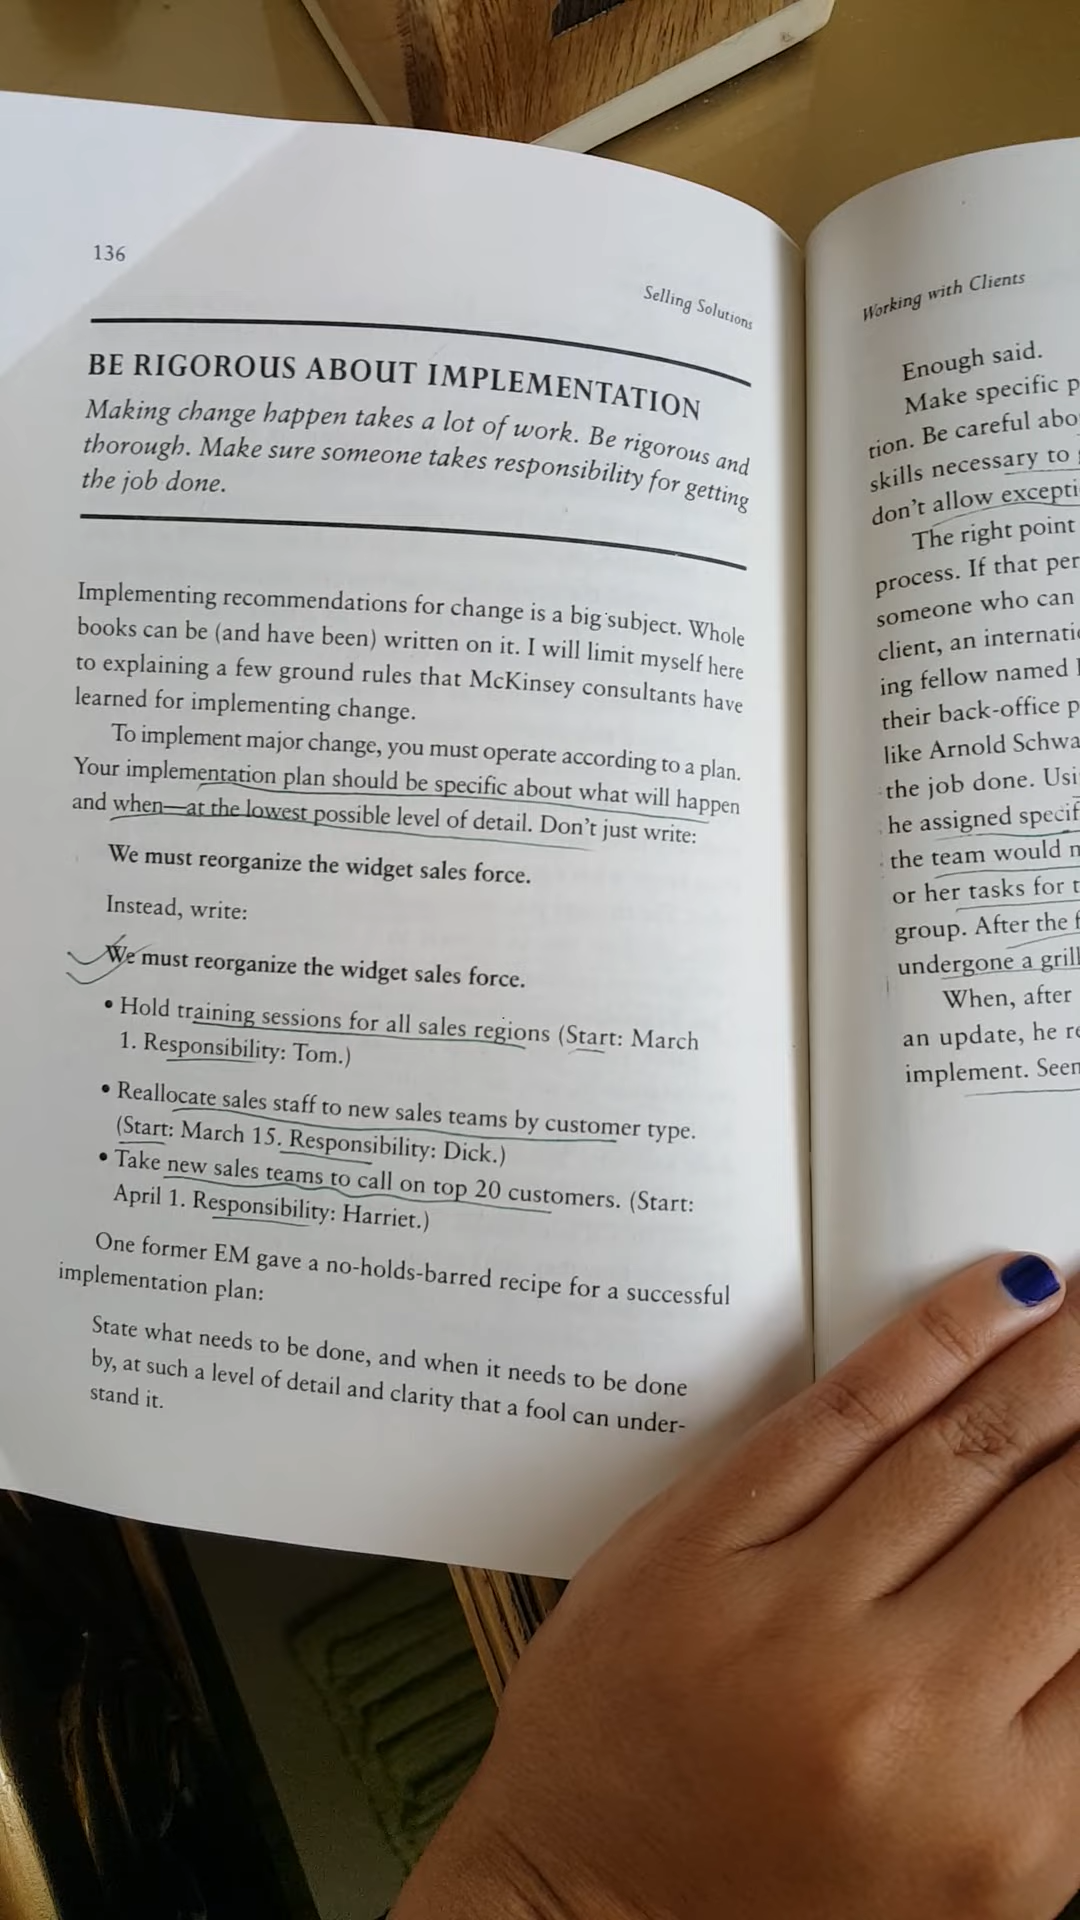 136
Selling Solutions
BE RIGOROUS ABOUT IMPLEMENTATION
Making change happen takes a lot of work. Be rigorous and
thorough. Make sure someone takes responsibility for getting
the job done.
Implementing recommendations for change is a big subject. Whole
books can be (and have been) written on it. I will limit myself here
to explaining a few ground rules that McKinsey consultants have
learned for implementing change.
To implement major change, you must operate according to a plan.
Your implementation plan should be specific about what will happen
and when—at the lowest possible level of detail. Don't just write:
We must reorganize the widget sales force.
Instead, write:
We must reorganize the widget sales force.
• Hold training sessions for all sales regions (Start: March
1. Responsibility: Tom.)
• Reallocate sales staff to new sales teams by customer type.
(Start: March 15. Responsibility: Dick.)
• Take new sales teams to call on top 20 customers. (Start:
April 1. Responsibility: Harriet.)
One former EM gave a no-holds-barred recipe for a successful
implementation plan:
State what needs to be done, and when it needs to be done
by, at such a level of detail and clarity that a fool can under-
stand it.
Working with Clients
Enough said.
Make specific
tion. Be careful
skills necessary to
don't allow
The right point
process. If that
someone who can
client, an
ing fellow named
their back-office
like Arnold
the job done.
he assigned
the team would
or her tasks for
group. After the
undergone a
When, after
an update, he
implement.